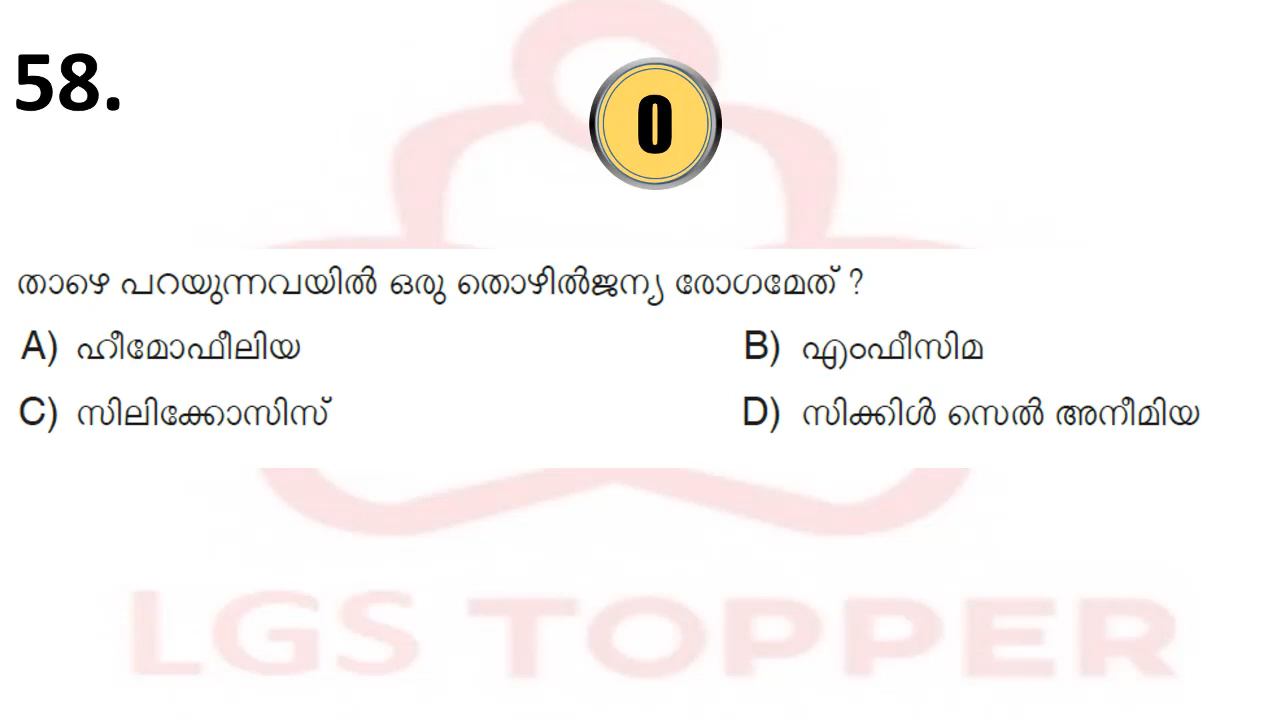 58.
0
താഴെ പറയുന്നവയിൽ ഒരു തൊഴിൽജന്യ രോഗമേത് ?
A) ഹീമോഫീലിയ B) എംഫീസിമ
C) സിലിക്കോസിസ് D) സിക്കിൾ സെൽ അനീമിയ
LGS TOPPER